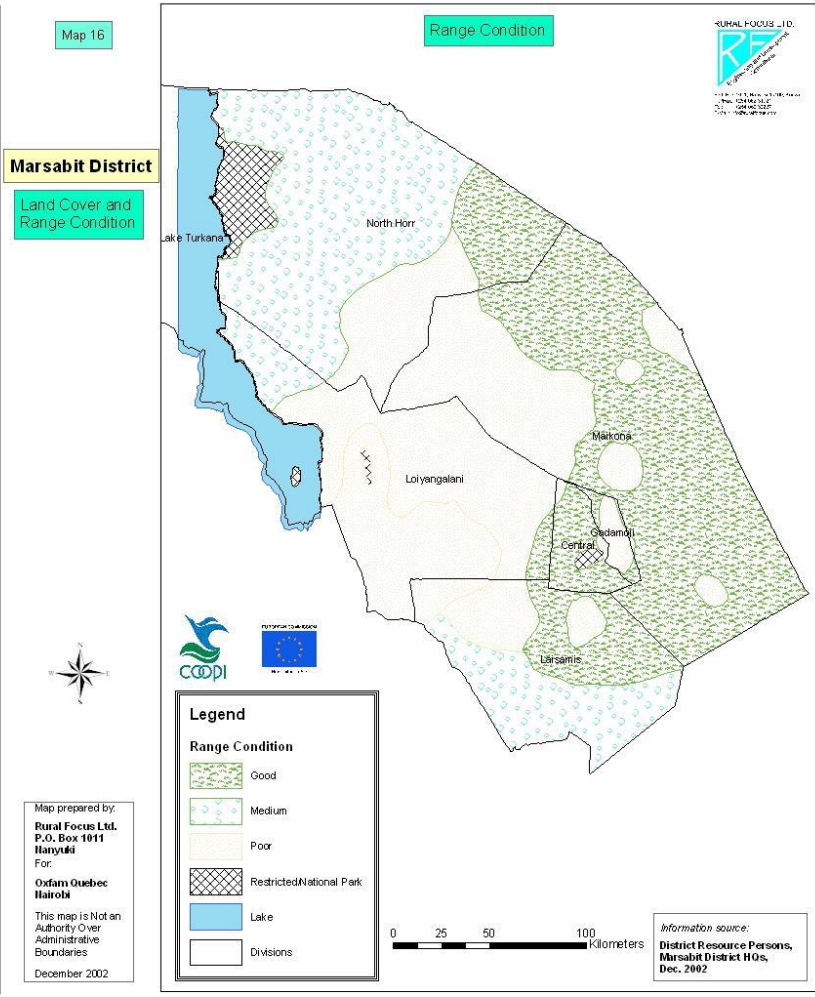 Map 16
Range Condition
RURAL FOCUS LTD.
RF
Marsabit District
Land Cover and
Range Condition
North Horr
Lake Turkana
Markona
Loiyangalani
Gadamoji
Central
Larsamis
COOPI
N
W
E
S
Legend
Range Condition
Good
Medium
Poor
Restricted/National Park
Lake
Divisions
Map prepared by:
Rural Focus Ltd.
P.O. Box 1011
Nanyuki
For:
Oxfam Quebec
Nairobi
This map is Not an
Authority Over
Administrative
Boundaries
December 2002
0 25 50 100
Kilometers
Information source:
District Resource Persons,
Marsabit District HQs,
Dec. 2002